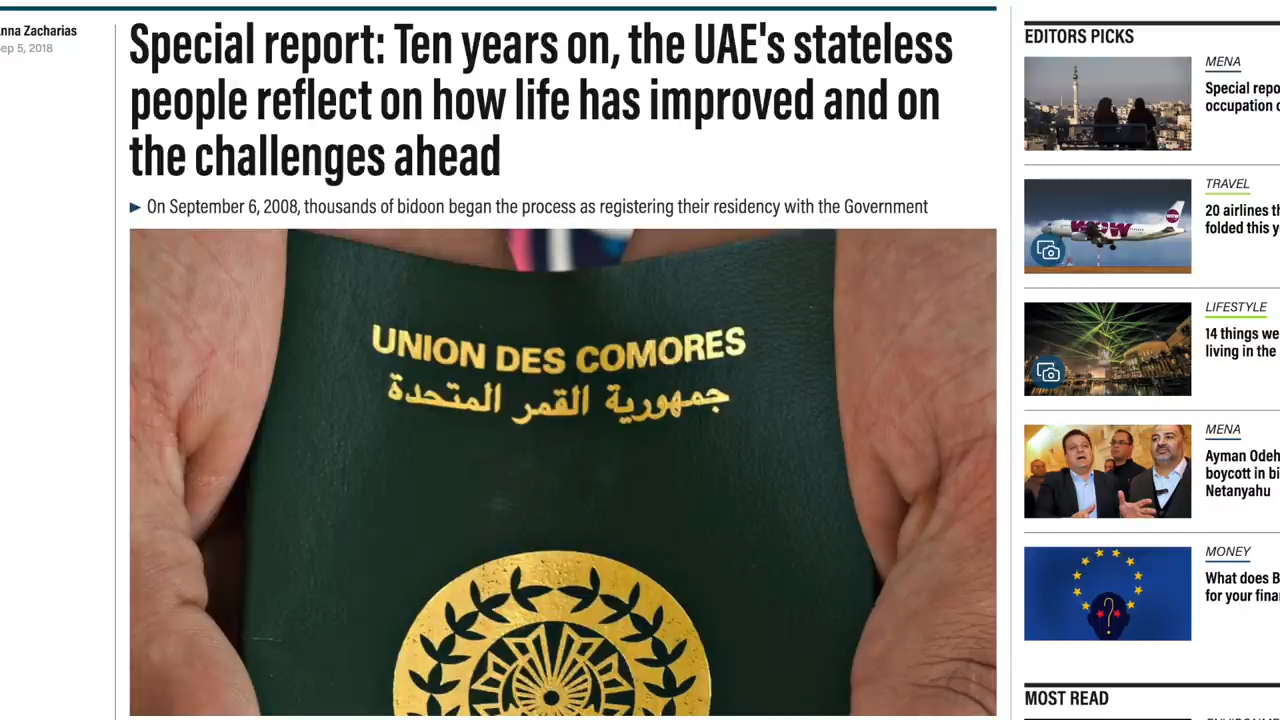 nna Zacharias
ep 5, 2018
Special report: Ten years on, the UAE's stateless
people reflect on how life has improved and on
the challenges ahead
On September 6, 2008, thousands of bidoon began the process as registering their residency with the Government
UNION DES COMORES
جمهورية القمر المتحدة
EDITORS PICKS
MENA
Special repo
occupation o
TRAVEL
20 airlines th
folded this y
WOW
LIFESTYLE
14 things we
living in the
MENA
Ayman Odeh
boycott in bi
Netanyahu
MONEY
What does B
for your fina
?
MOST READ